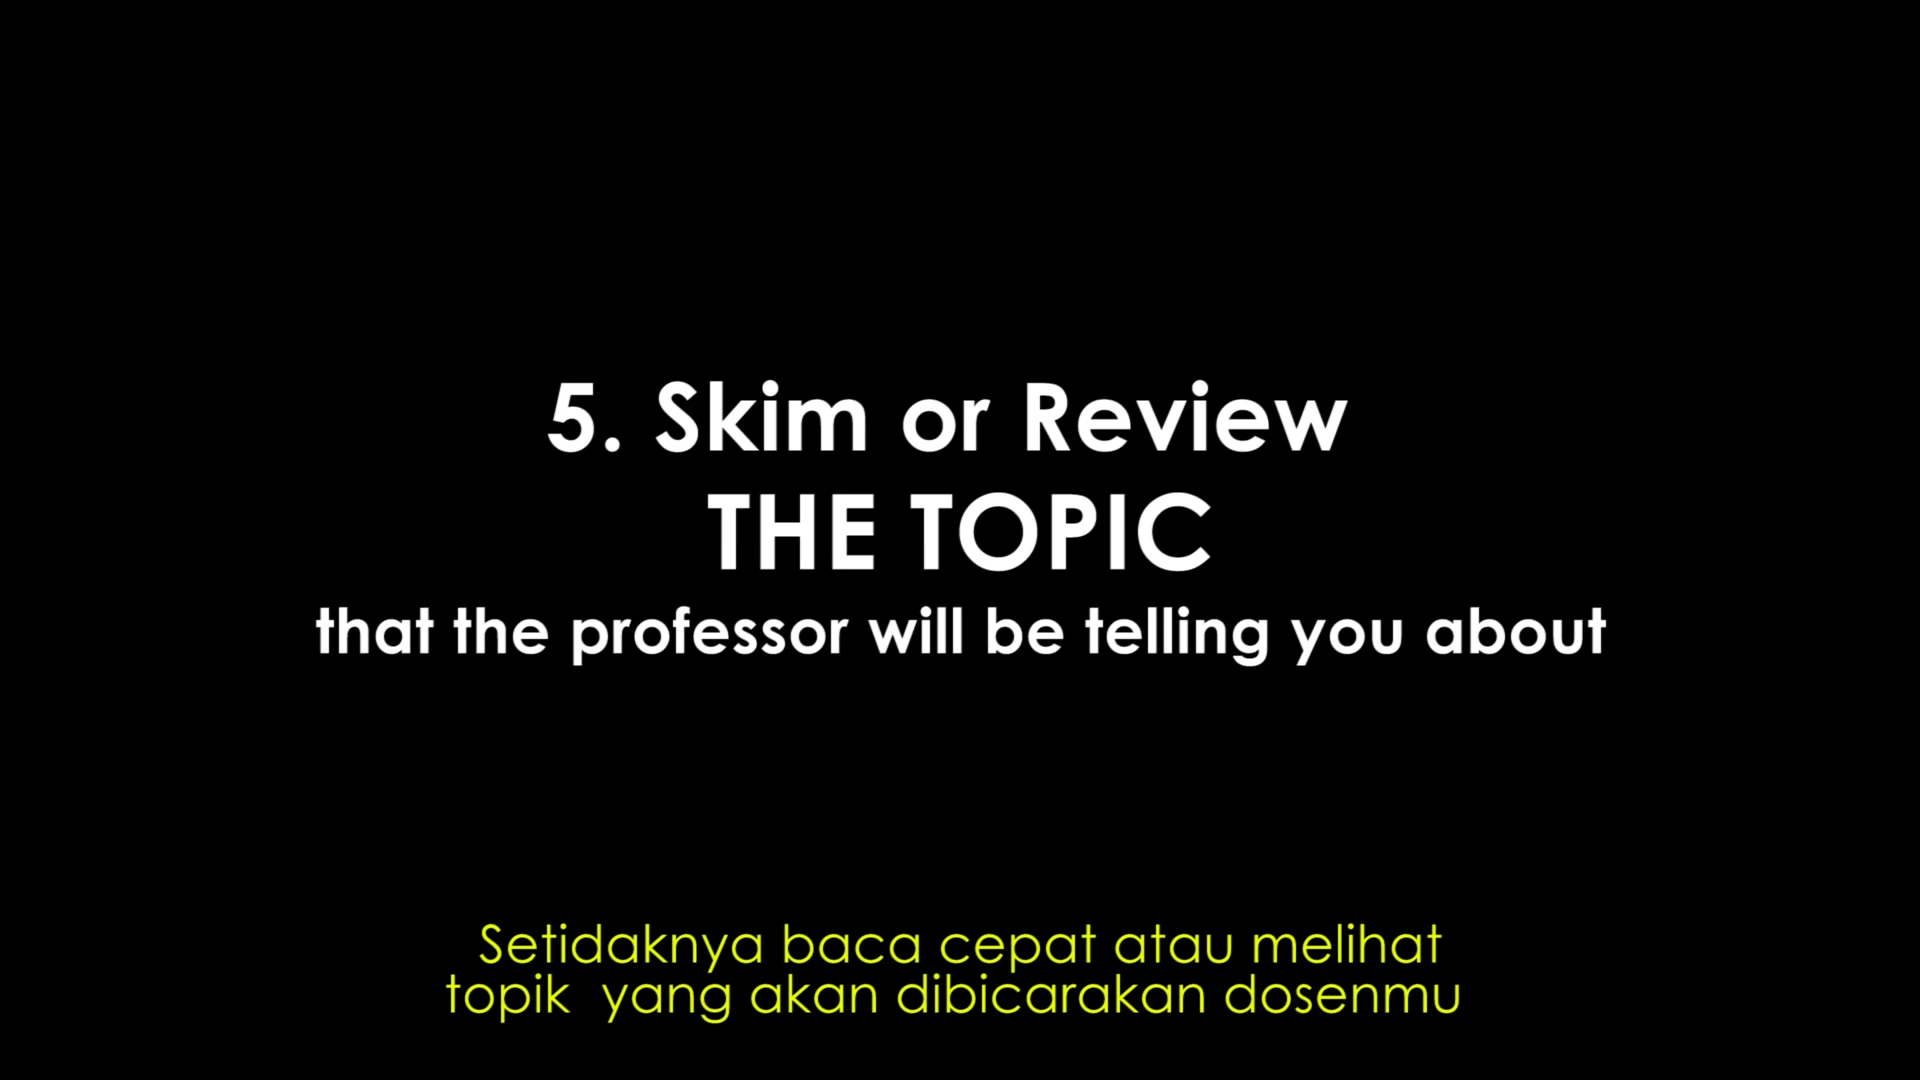 5. Skim or Review
THE TOPIC
that the professor will be telling you about
Setidaknya baca cepat atau melihat
topik  yang akan dibicarakan dosenmu